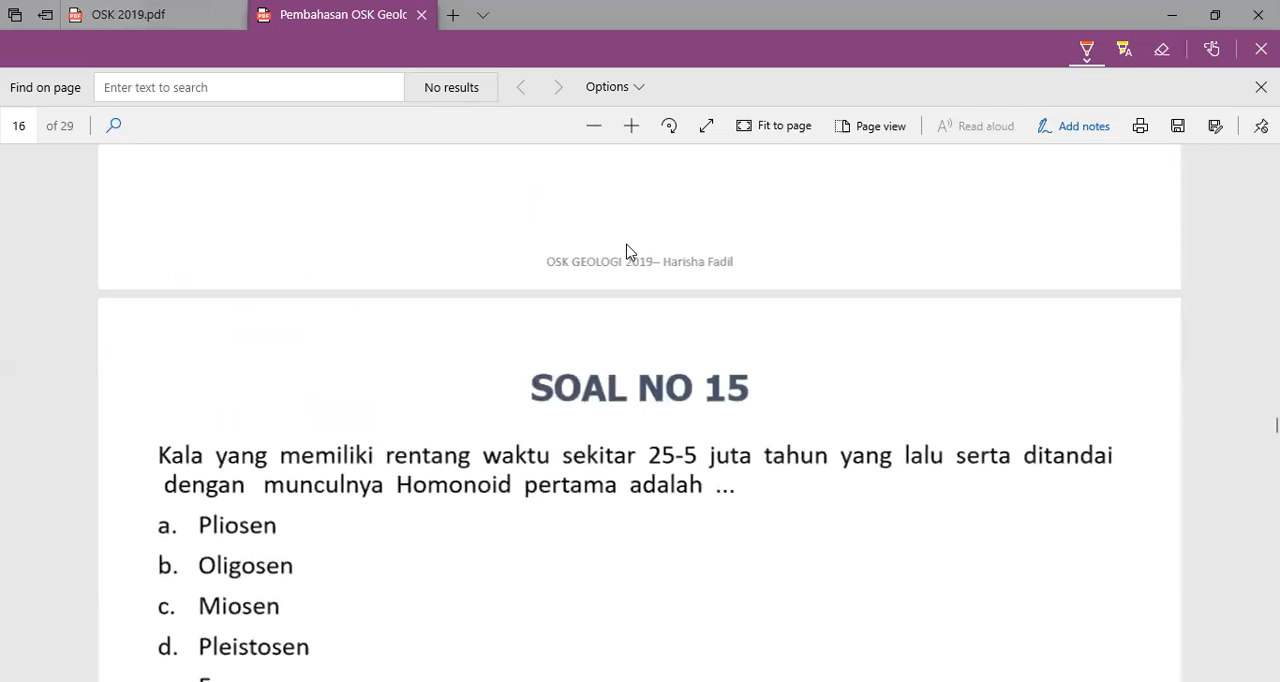 OSK 2019.pdf
Pembahasan OSK Geolo
Find on page
Enter text to search
No results
Options
16 of 29
Fit to page
Page view
Read aloud
Add notes
OSK GEOLOGI 2019– Harisha Fadil
SOAL NO 15
Kala yang memiliki rentang waktu sekitar 25-5 juta tahun yang lalu serta ditandai
dengan munculnya Homonoid pertama adalah ...
a. Pliosen
b. Oligosen
c. Miosen
d. Pleistosen